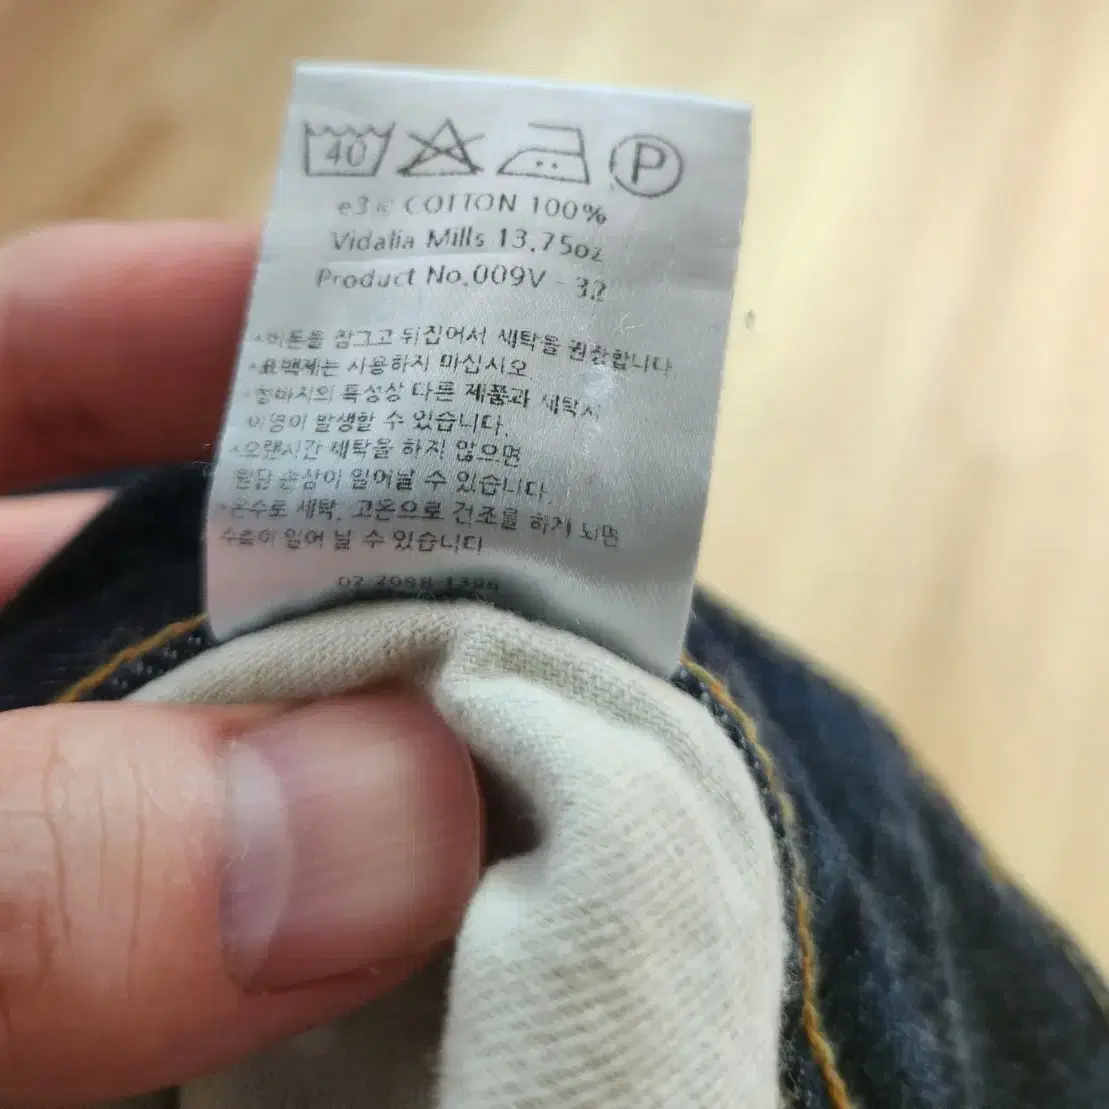 40 P
e3® COTTON 100%
Vidalia Mills 13.75oz
Product No.009V - 32
·버튼을 잠그고 뒤집어서 세탁을 권장합니다
·표백제는 사용하지 마십시오
·청바지의 특성상 다른 제품과 세탁시
이염이 발생할 수 있습니다.
·오랜시간 세탁을 하지 않으면
원단 손상이 일어날 수 있습니다.
·온수로 세탁, 고온으로 건조를 하게 되면
수축이 일어 날 수 있습니다
02 2088 1396